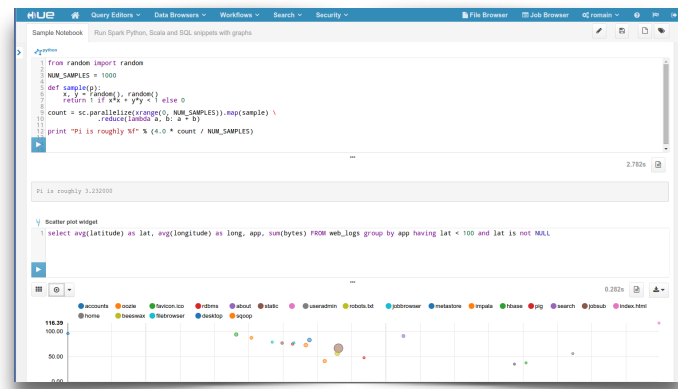 HUE Query Editors Data Browsers Workflows Search Security File Browser Job Browser romain
Sample Notebook Run Spark Python, Scala and SQL snippets with graphs
python
1 from random import random
2
3 NUM_SAMPLES = 1000
4
5 def sample(p):
6 x, y = random(), random()
7 return 1 if x*x + y*y < 1 else 0
8
9 count = sc.parallelize(xrange(0, NUM_SAMPLES)).map(sample) \
10 .reduce(lambda a, b: a + b)
11
12 print "Pi is roughly %f" % (4.0 * count / NUM_SAMPLES)
2.782s
Pi is roughly 3.232000
Scatter plot widget
1 select avg(latitude) as lat, avg(longitude) as long, app, sum(bytes) FROM web_logs group by app having lat < 100 and lat is not NULL
0.282s
accounts oozie favicon.ico rdbms about static useradmin robots.txt jobbrowser metastore impala hbase pig search jobsub index.html
home beeswax filebrowser desktop sqoop
116.39
100.00
50.00
0.00